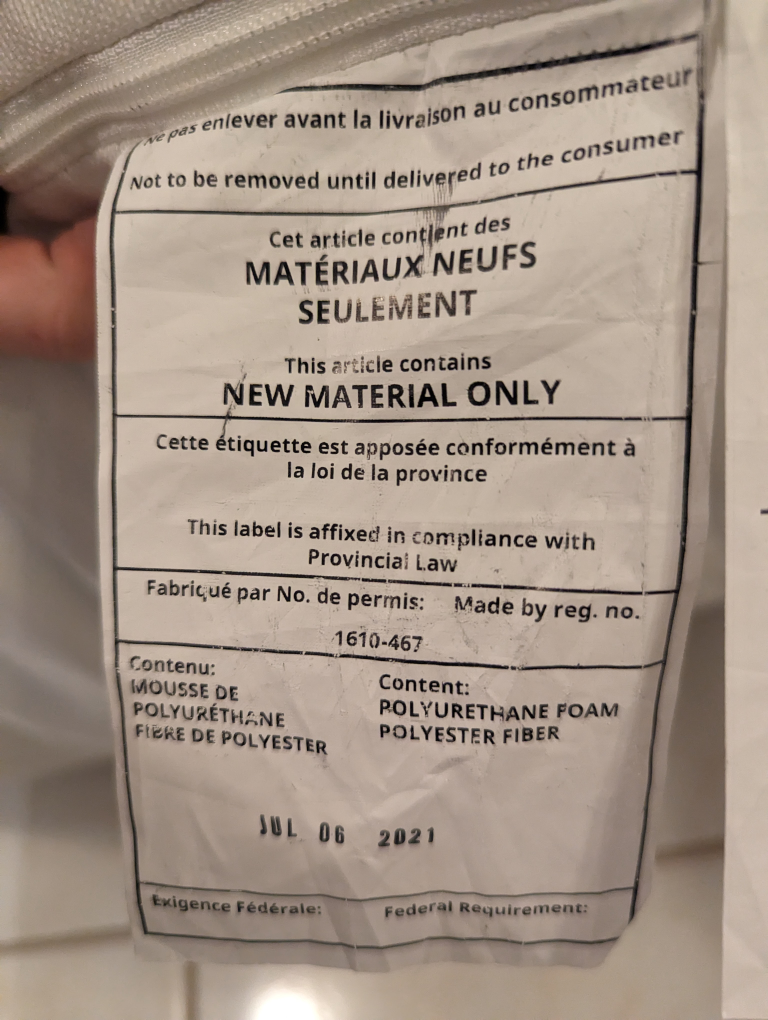 Ne pas enlever avant la livraison au consommateur
Not to be removed until delivered to the consumer
Cet article contient des
MATÉRIAUX NEUFS
SEULEMENT
This article contains
NEW MATERIAL ONLY
Cette étiquette est apposée conformément à
la loi de la province
This label is affixed in compliance with
Provincial Law
Fabriqué par No. de permis: Made by reg. no.
1610-467
Contenu:
MOUSSE DE
POLYURÉTHANE
FIBRE DE POLYESTER
Content:
POLYURETHANE FOAM
POLYESTER FIBER
JUL 06 2021
Exigence Fédérale: Federal Requirement: